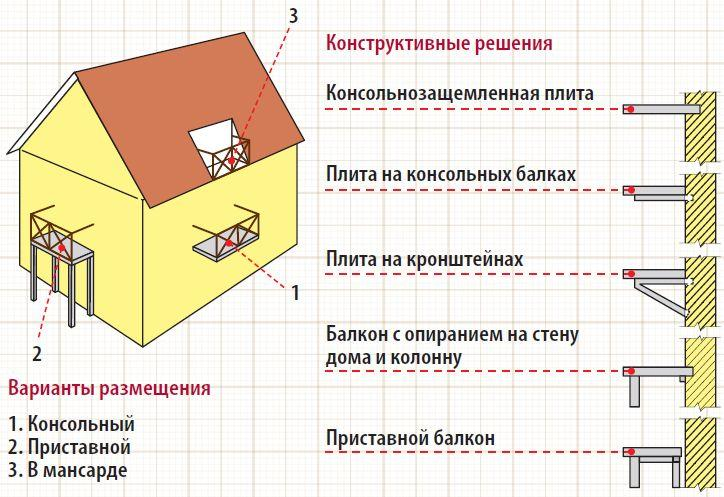 3
1
2
Варианты размещения
1. Консольный
2. Приставной
3. В мансарде
Конструктивные решения
Консольнозащемленная плита
Плита на консольных балках
Плита на кронштейнах
Балкон с опиранием на стену
дома и колонну
Приставной балкон